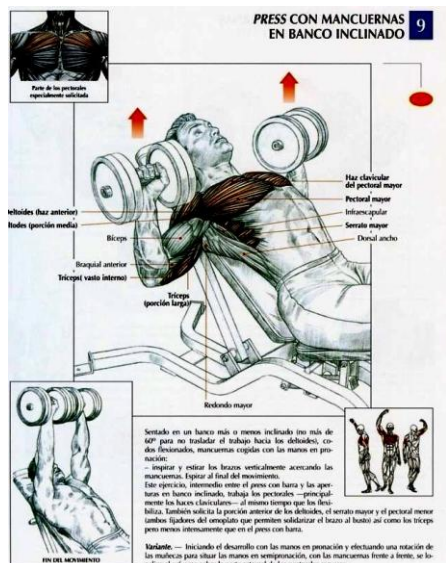 PRESS CON MANCUERNAS
EN BANCO INCLINADO
9
Parte de los pectorales
especialmente solicitada
Haz clavicular
del pectoral mayor
Pectoral mayor
Infraescapular
Serrato mayor
Dorsal ancho
Deltoides (haz anterior)
ltodes (porción media)
Bíceps
Braquial anterior
Tríceps( vasto interno)
Tríceps
(porción larga)
Redondo mayor
Sentado en un banco más o menos inclinado (no más de
60º para no trasladar el trabajo hacia los deltoides), co-
dos flexionados, mancuernas cogidas con las manos en pro-
nación:
– inspirar y estirar los brazos verticalmente acercando las
mancuernas. Espirar al final del movimiento.
Este ejercicio, intermedio entre el press con barra y las aper-
turas en banco inclinado, trabaja los pectorales —principal-
mente los haces claviculares— al mismo tiempo que los flexi-
biliza. También solicita la porción anterior de los deltoides, el serrato mayor y el pectoral menor
(ambos fijadores del omoplato que permiten solidarizar el brazo al busto) así como los tríceps
pero menos intensamente que en el press con barra.
Variante. — Iniciando el desarrollo con las manos en pronación y efectuando una rotación de
las muñecas para situar las manos en semipronación, con las mancuernas frente a frente, se lo-
FIN DEL MOVIMIENTO